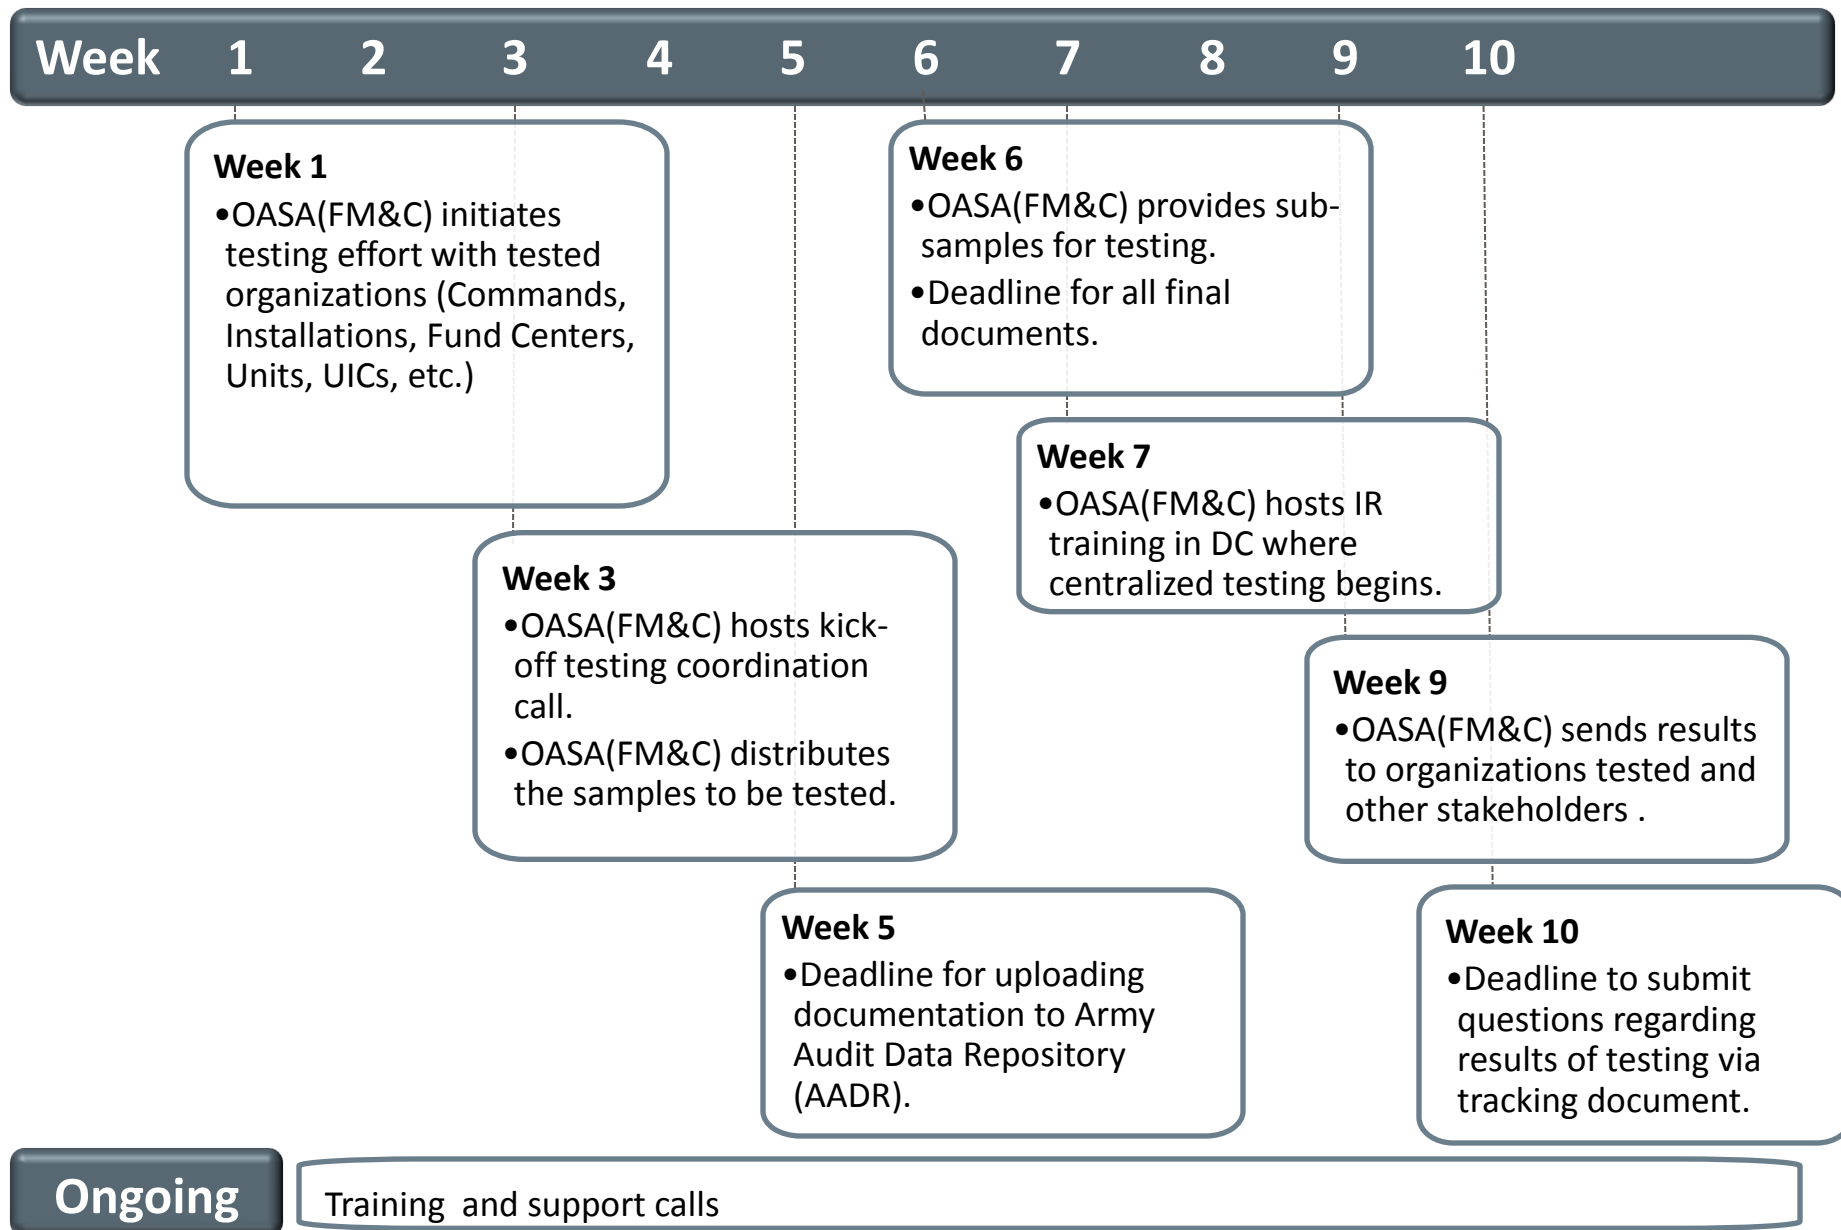 Week 1 2 3 4 5 6 7 8 9 10
Week 1
•OASA(FM&C) initiates
testing effort with tested
organizations (Commands,
Installations, Fund Centers,
Units, UICs, etc.)
Week 3
•OASA(FM&C) hosts kick-
off testing coordination
call.
•OASA(FM&C) distributes
the samples to be tested.
Week 5
•Deadline for uploading
documentation to Army
Audit Data Repository
(AADR).
Week 6
•OASA(FM&C) provides sub-
samples for testing.
•Deadline for all final
documents.
Week 7
•OASA(FM&C) hosts IR
training in DC where
centralized testing begins.
Week 9
•OASA(FM&C) sends results
to organizations tested and
other stakeholders .
Week 10
•Deadline to submit
questions regarding
results of testing via
tracking document.
Ongoing
Training and support calls